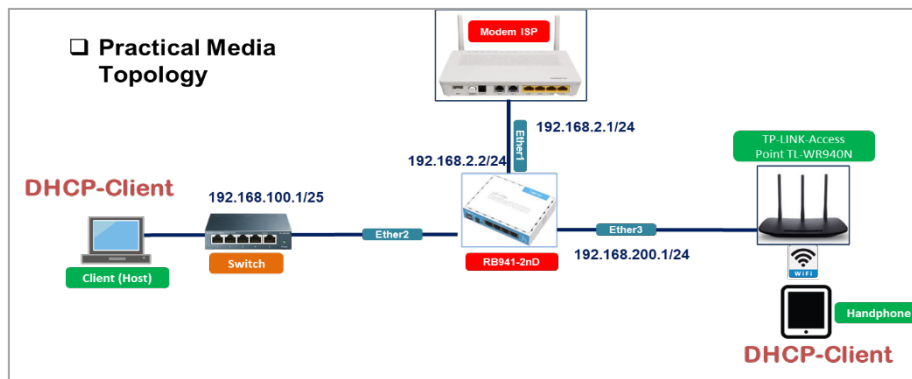 ❑ Practical Media
Topology
Modem ISP
Ether1
192.168.2.1/24
192.168.2.2/24
TP-LINK-Access
Point TL-WR940N
DHCP-Client
192.168.100.1/25
Ether2
Ether3
Client (Host)
Switch
RB941-2nD
192.168.200.1/24
WiFi
Handphone
DHCP-Client